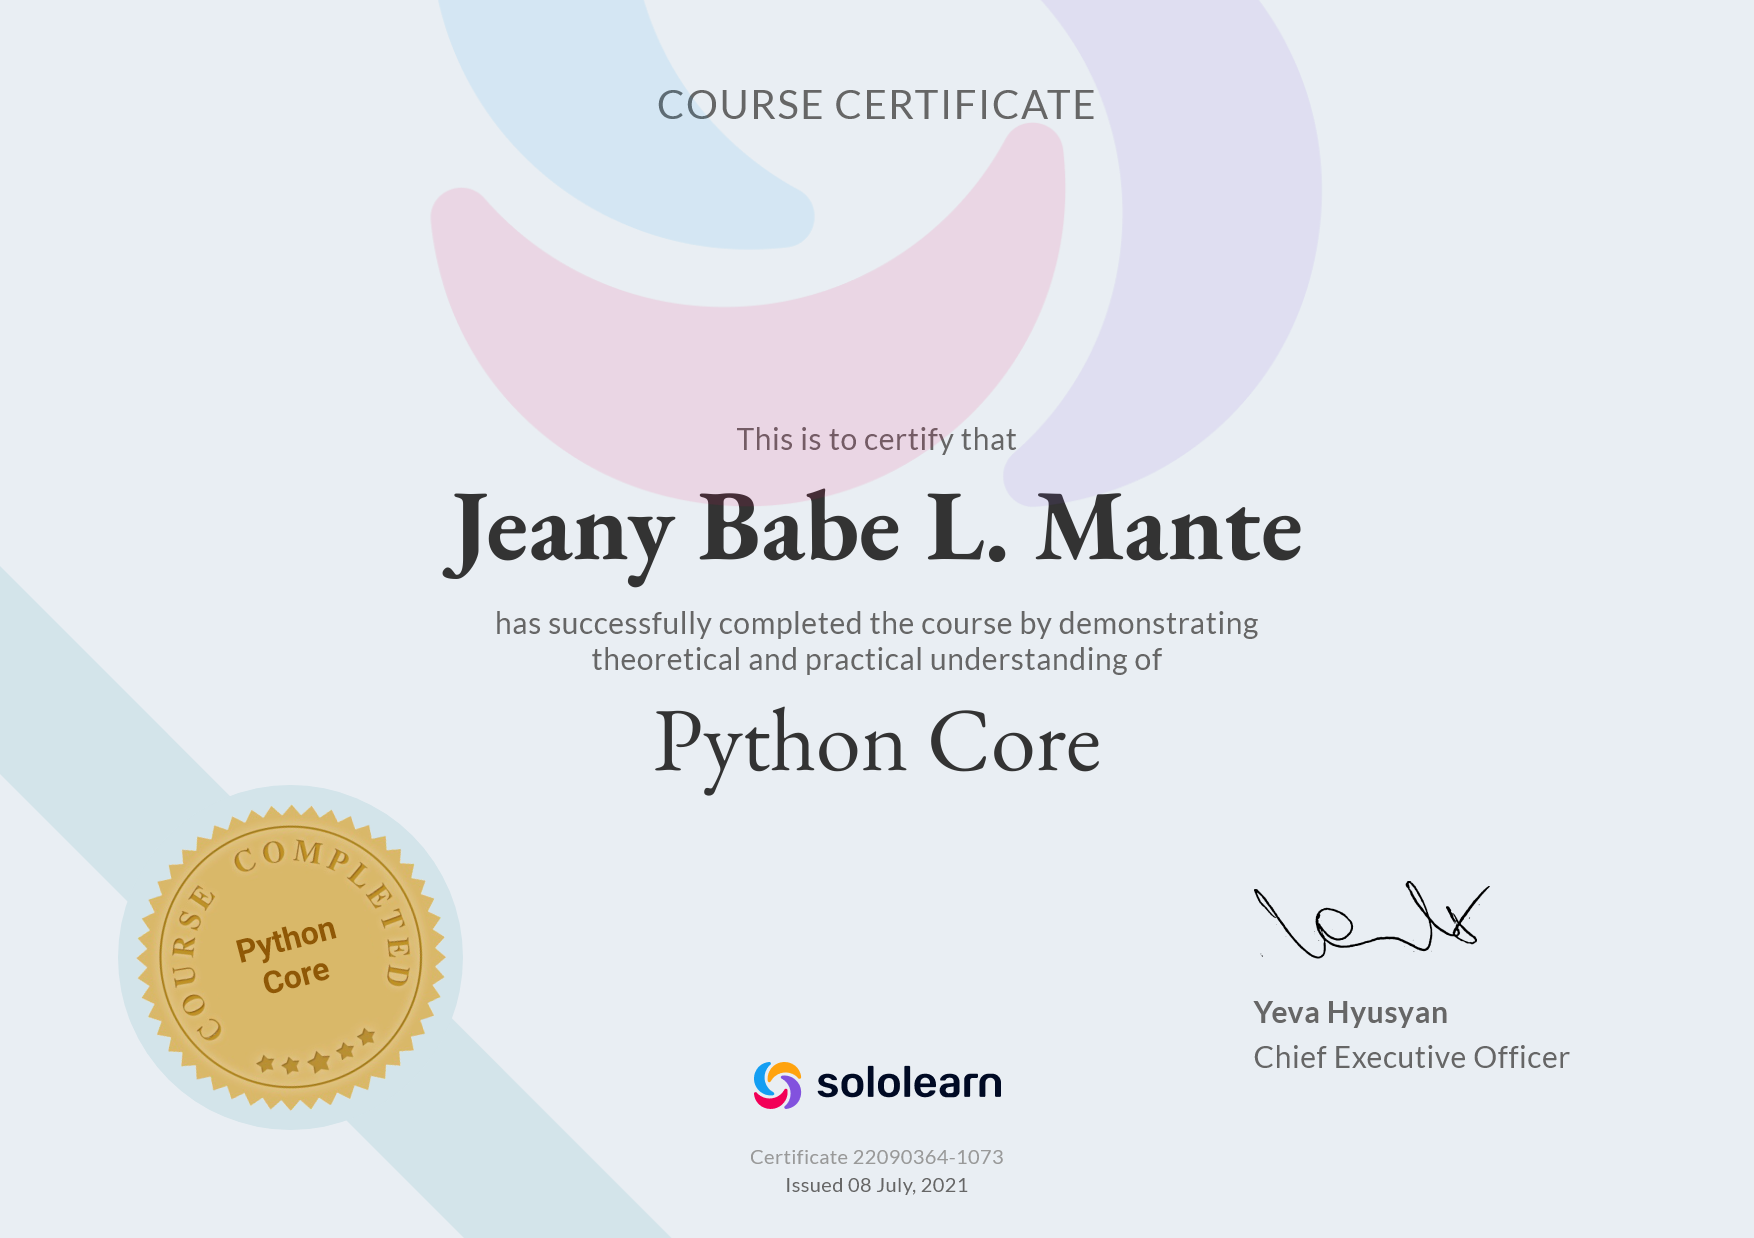 COURSE CERTIFICATE
This is to certify that
Jeany Babe L. Mante
has successfully completed the course by demonstrating
theoretical and practical understanding of
Python Core
COURSE COMPLETED
Python
Core
Yeva Hyusyan
Chief Executive Officer
sololearn
Certificate 22090364-1073
Issued 08 July, 2021